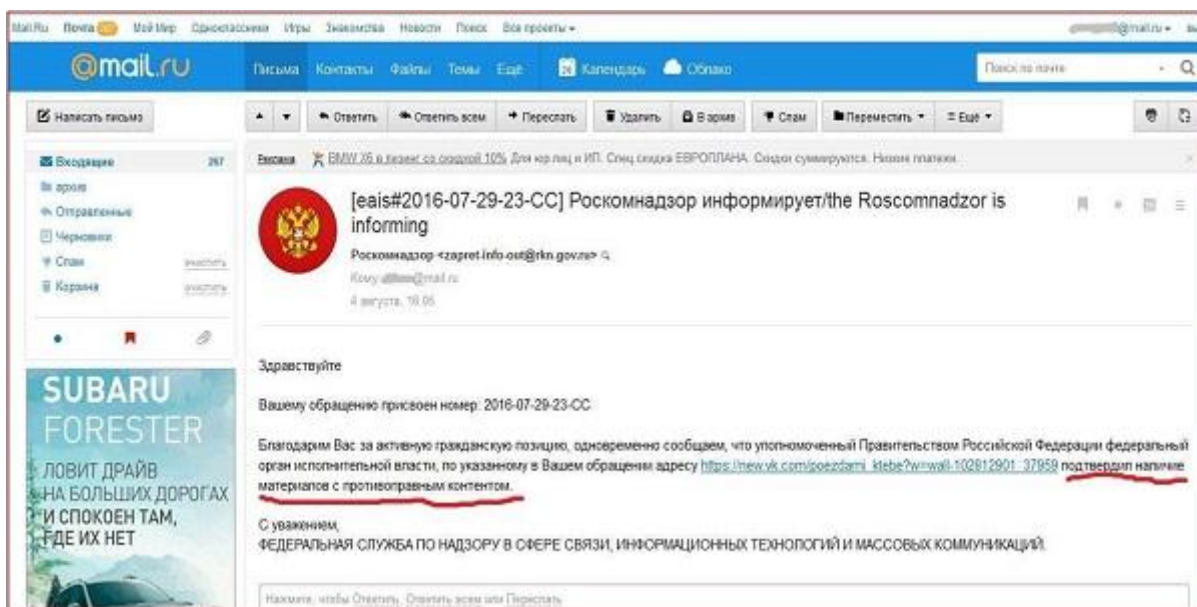 Mail.Ru Почта Мой Мир Одноклассники Игры Знакомства Новости Поиск Все проекты
@mail.ru
@mail.ru Письма Контакты Файлы Темы Ещё 26 Календарь Облако Поиск по почте
Написать письмо Ответить Ответить всем Переслать Удалить В архив Спам Переместить Ещё
Входящие 267
архив
Отправленные
Черновики
Спам очистить
Корзина очистить
Реклама BMW X6 в лизинг со скидкой 10% Для юр.лиц и ИП. Спец скидка ЕВРОПЛАНА. Скидки суммируются. Низкие платежи.
[eais#2016-07-29-23-CC] Роскомнадзор информирует/the Roscomnadzor is
informing
Роскомнадзор <zapret-info-out@rkn.gov.ru>
Кому: @mail.ru
4 августа, 16:05
Здравствуйте
Вашему обращению присвоен номер: 2016-07-29-23-CC
Благодарим Вас за активную гражданскую позицию, одновременно сообщаем, что уполномоченный Правительством Российской Федерации федеральный
орган исполнительной власти, по указанному в Вашем обращении адресу https://new.vk.com/poezdami_ktebe?w=wall-102812901_37959 подтвердил наличие
материалов с противоправным контентом.
С уважением,
ФЕДЕРАЛЬНАЯ СЛУЖБА ПО НАДЗОРУ В СФЕРЕ СВЯЗИ, ИНФОРМАЦИОННЫХ ТЕХНОЛОГИЙ И МАССОВЫХ КОММУНИКАЦИЙ.
Нажмите, чтобы Ответить, Ответить всем или Переслать
SUBARU
FORESTER
ЛОВИТ ДРАЙВ
НА БОЛЬШИХ ДОРОГАХ
И СПОКОЕН ТАМ,
ГДЕ ИХ НЕТ